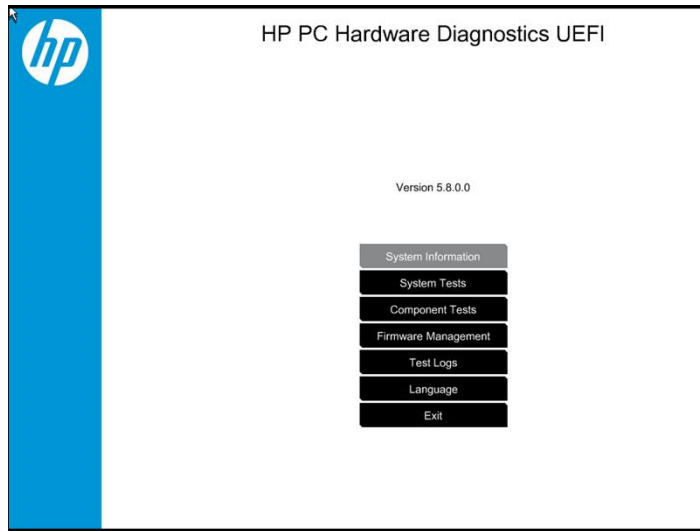 hp
HP PC Hardware Diagnostics UEFI
Version 5.8.0.0
System Information
System Tests
Component Tests
Firmware Management
Test Logs
Language
Exit